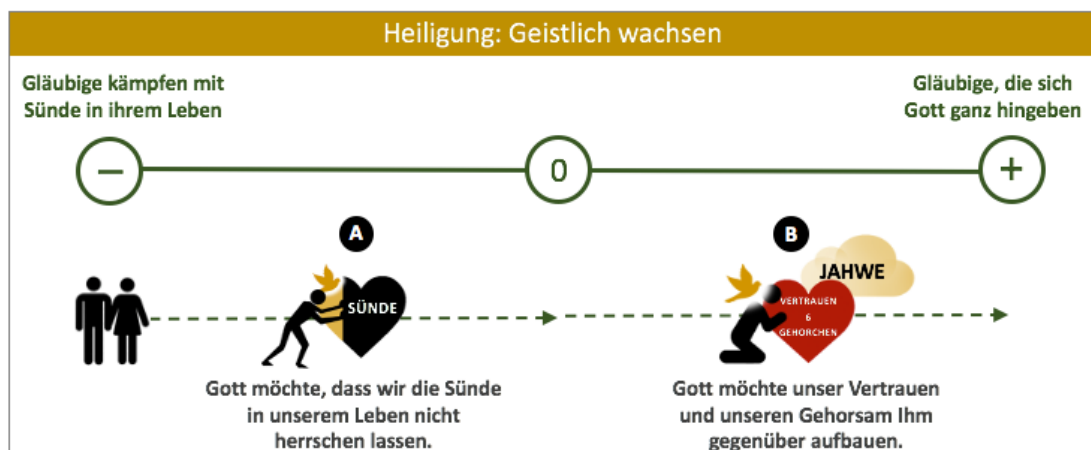 Heiligung: Geistlich wachsen
Gläubige kämpfen mit
Sünde in ihrem Leben
Gläubige, die sich
Gott ganz hingeben
–
0
+
A
B
JAHWE
SÜNDE
VERTRAUEN
6
GEHORCHEN
Gott möchte, dass wir die Sünde
in unserem Leben nicht
herrschen lassen.
Gott möchte unser Vertrauen
und unseren Gehorsam Ihm
gegenüber aufbauen.